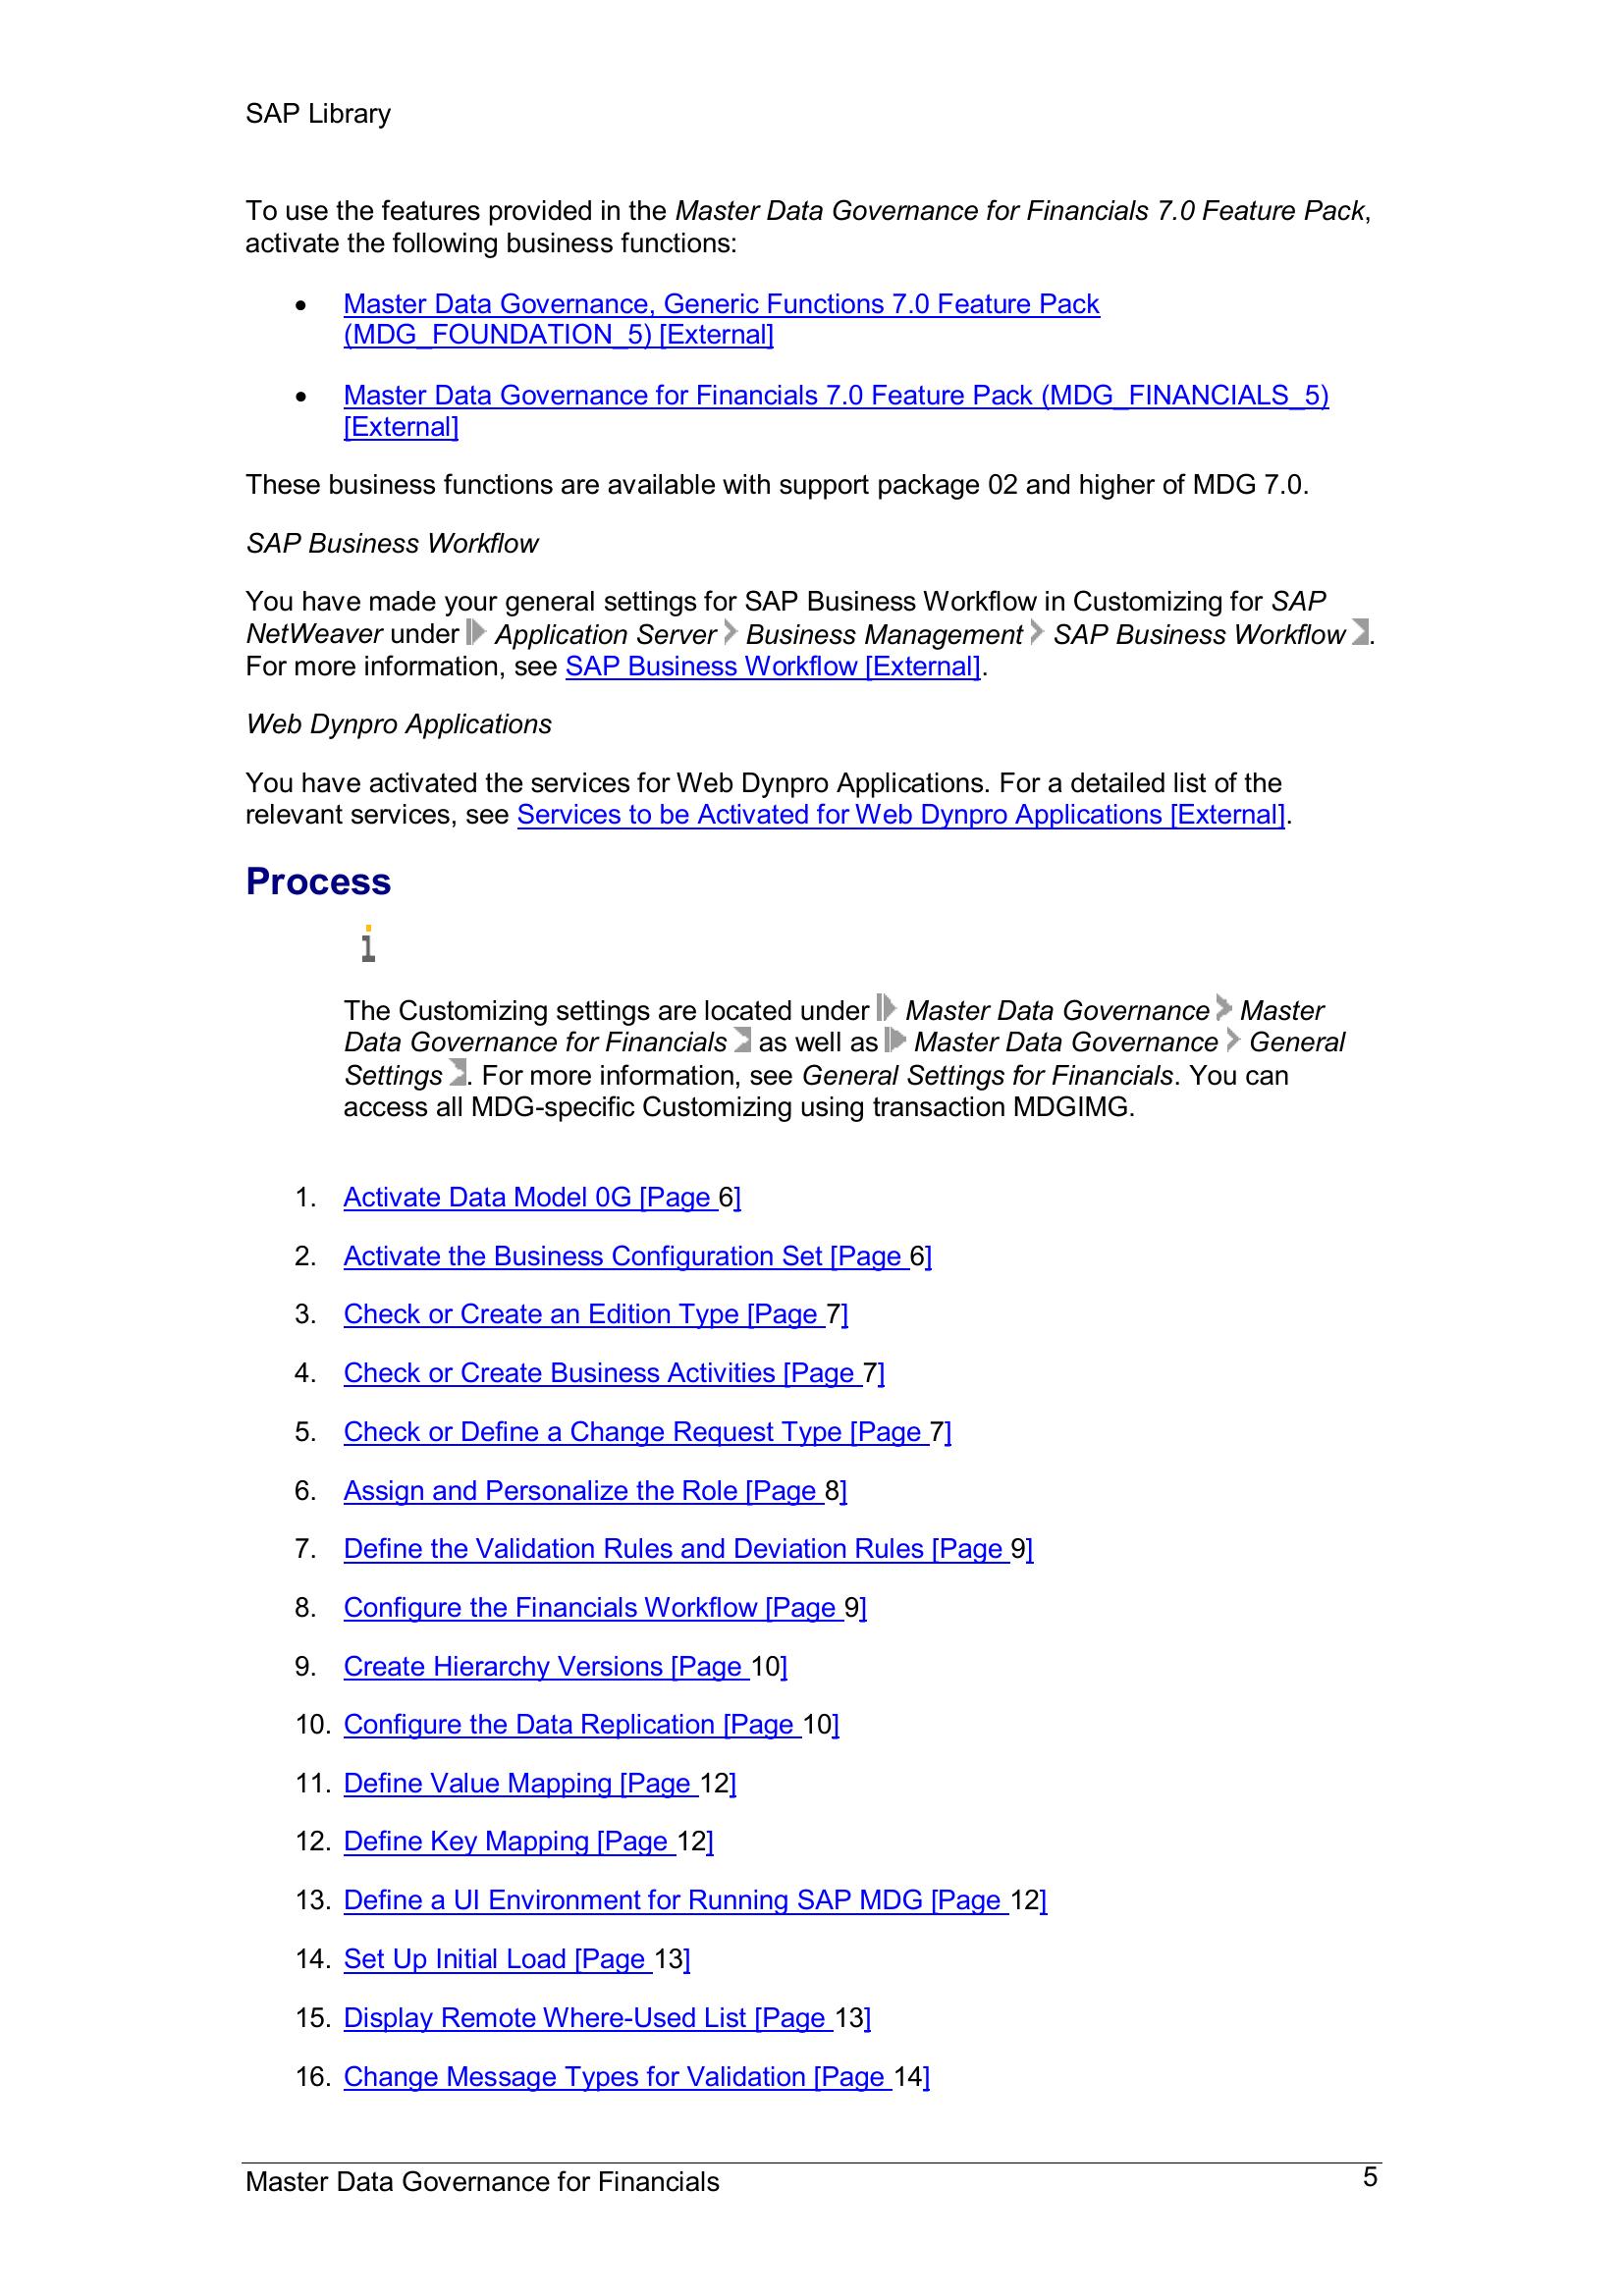 SAP Library
To use the features provided in the Master Data Governance for Financials 7.0 Feature Pack,
activate the following business functions:
• Master Data Governance, Generic Functions 7.0 Feature Pack
(MDG_FOUNDATION_5) [External]
• Master Data Governance for Financials 7.0 Feature Pack (MDG_FINANCIALS_5)
[External]
These business functions are available with support package 02 and higher of MDG 7.0.
SAP Business Workflow
You have made your general settings for SAP Business Workflow in Customizing for SAP
NetWeaver under Application Server Business Management SAP Business Workflow .
For more information, see SAP Business Workflow [External].
Web Dynpro Applications
You have activated the services for Web Dynpro Applications. For a detailed list of the
relevant services, see Services to be Activated for Web Dynpro Applications [External].
Process
The Customizing settings are located under Master Data Governance Master
Data Governance for Financials as well as Master Data Governance General
Settings . For more information, see General Settings for Financials. You can
access all MDG-specific Customizing using transaction MDGIMG.
1. Activate Data Model 0G [Page 6]
2. Activate the Business Configuration Set [Page 6]
3. Check or Create an Edition Type [Page 7]
4. Check or Create Business Activities [Page 7]
5. Check or Define a Change Request Type [Page 7]
6. Assign and Personalize the Role [Page 8]
7. Define the Validation Rules and Deviation Rules [Page 9]
8. Configure the Financials Workflow [Page 9]
9. Create Hierarchy Versions [Page 10]
10. Configure the Data Replication [Page 10]
11. Define Value Mapping [Page 12]
12. Define Key Mapping [Page 12]
13. Define a UI Environment for Running SAP MDG [Page 12]
14. Set Up Initial Load [Page 13]
15. Display Remote Where-Used List [Page 13]
16. Change Message Types for Validation [Page 14]
Master Data Governance for Financials 5